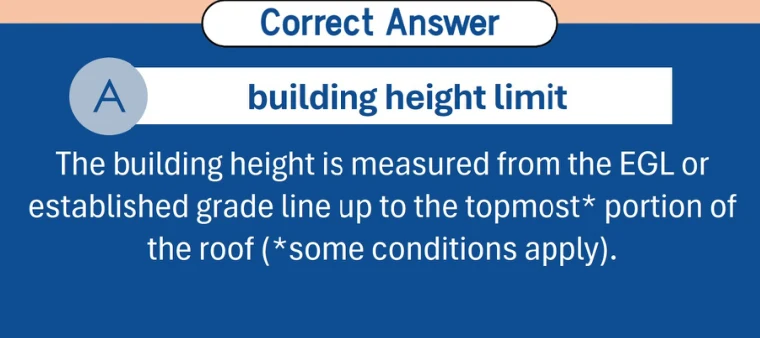 Correct Answer
A
building height limit
The building height is measured from the EGL or
established grade line up to the topmost* portion of
the roof (*some conditions apply).